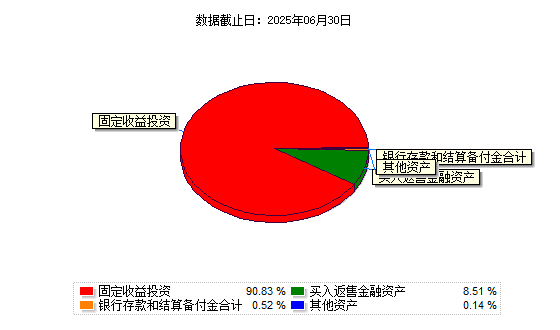 数据截止日：2025年06月30日
固定收益投资
银行存款和结算备付金合计
其他资产
买入返售金融资产
固定收益投资 90.83 % 买入返售金融资产 8.51 %
银行存款和结算备付金合计 0.52 % 其他资产 0.14 %